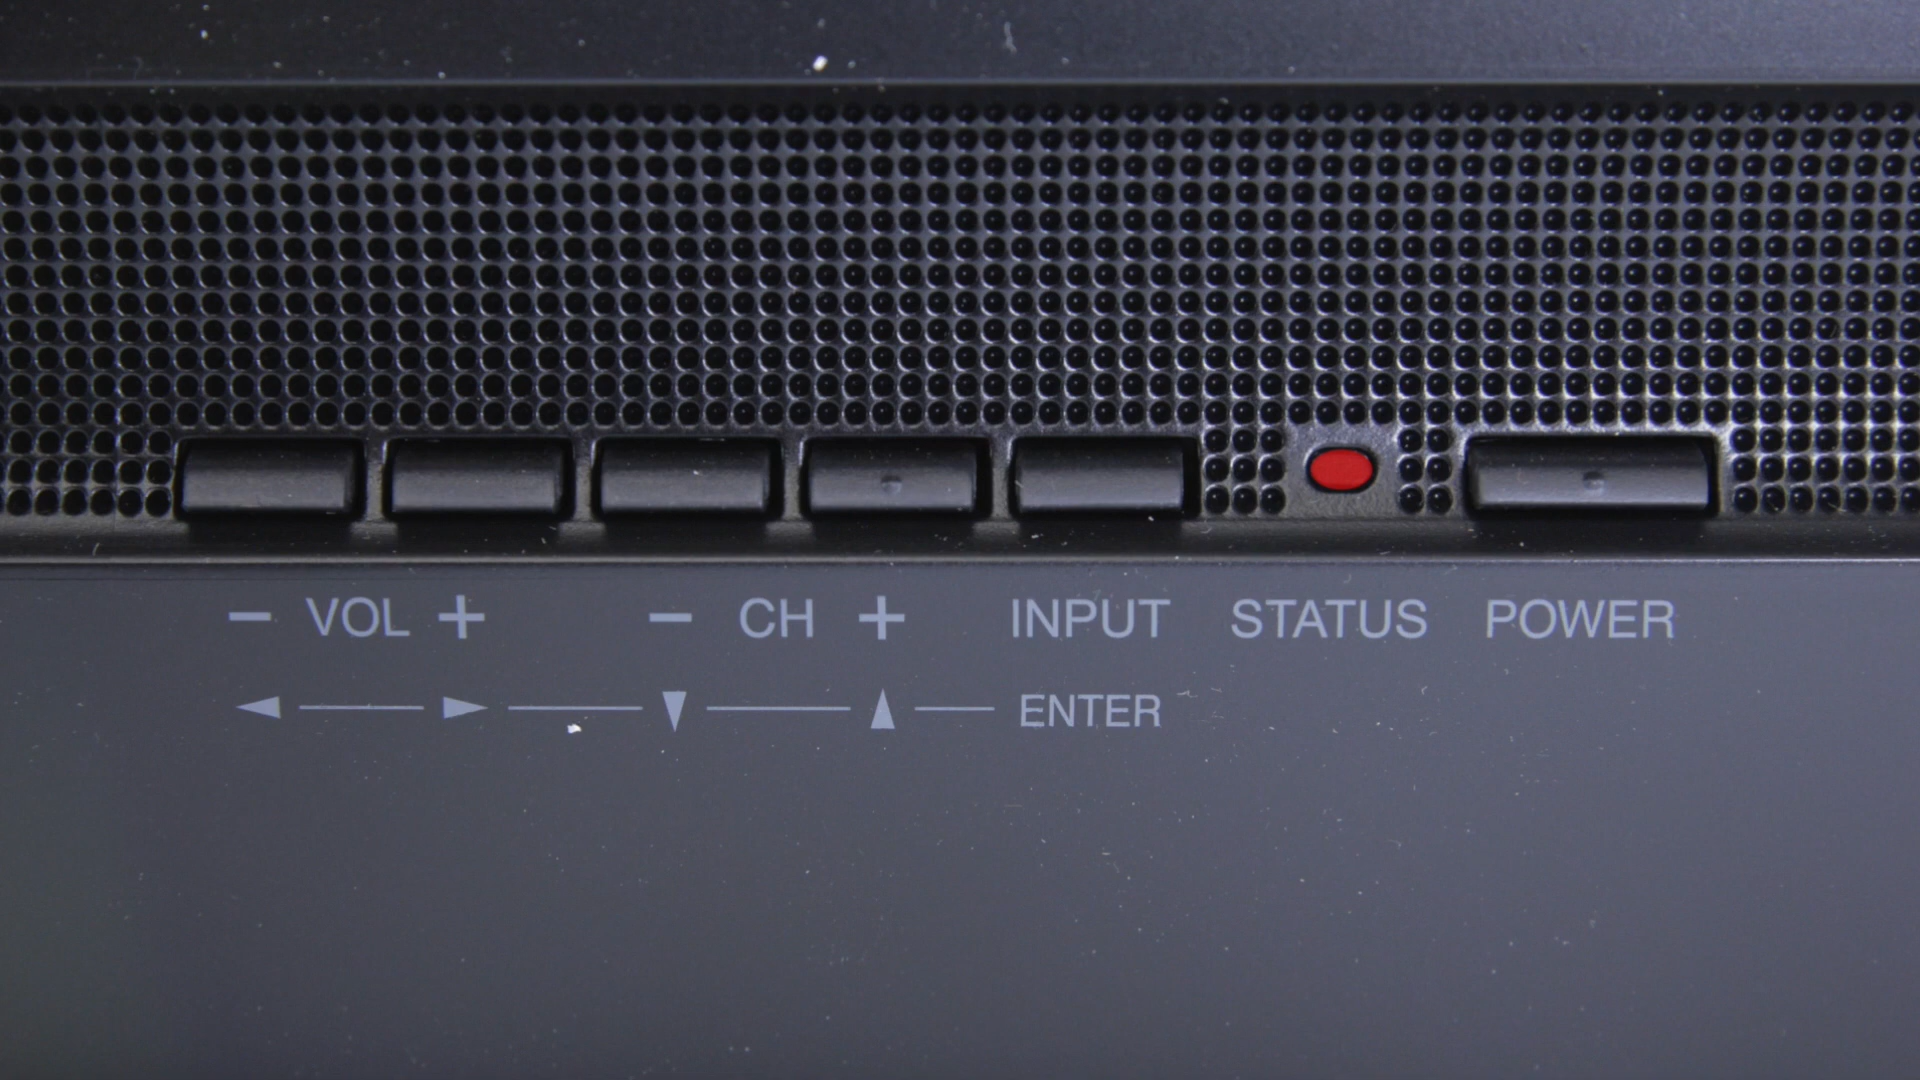 − VOL + − CH + INPUT STATUS POWER
◀ ▶ ▼ ▲ ENTER